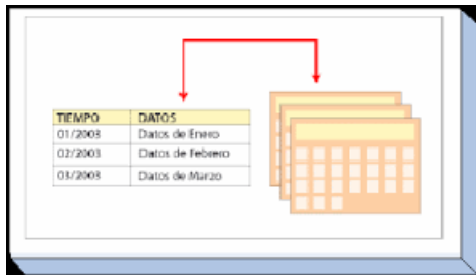 TIEMPO DATOS
01/2003 Datos de Enero
02/2003 Datos de Febrero
03/2003 Datos de Marzo